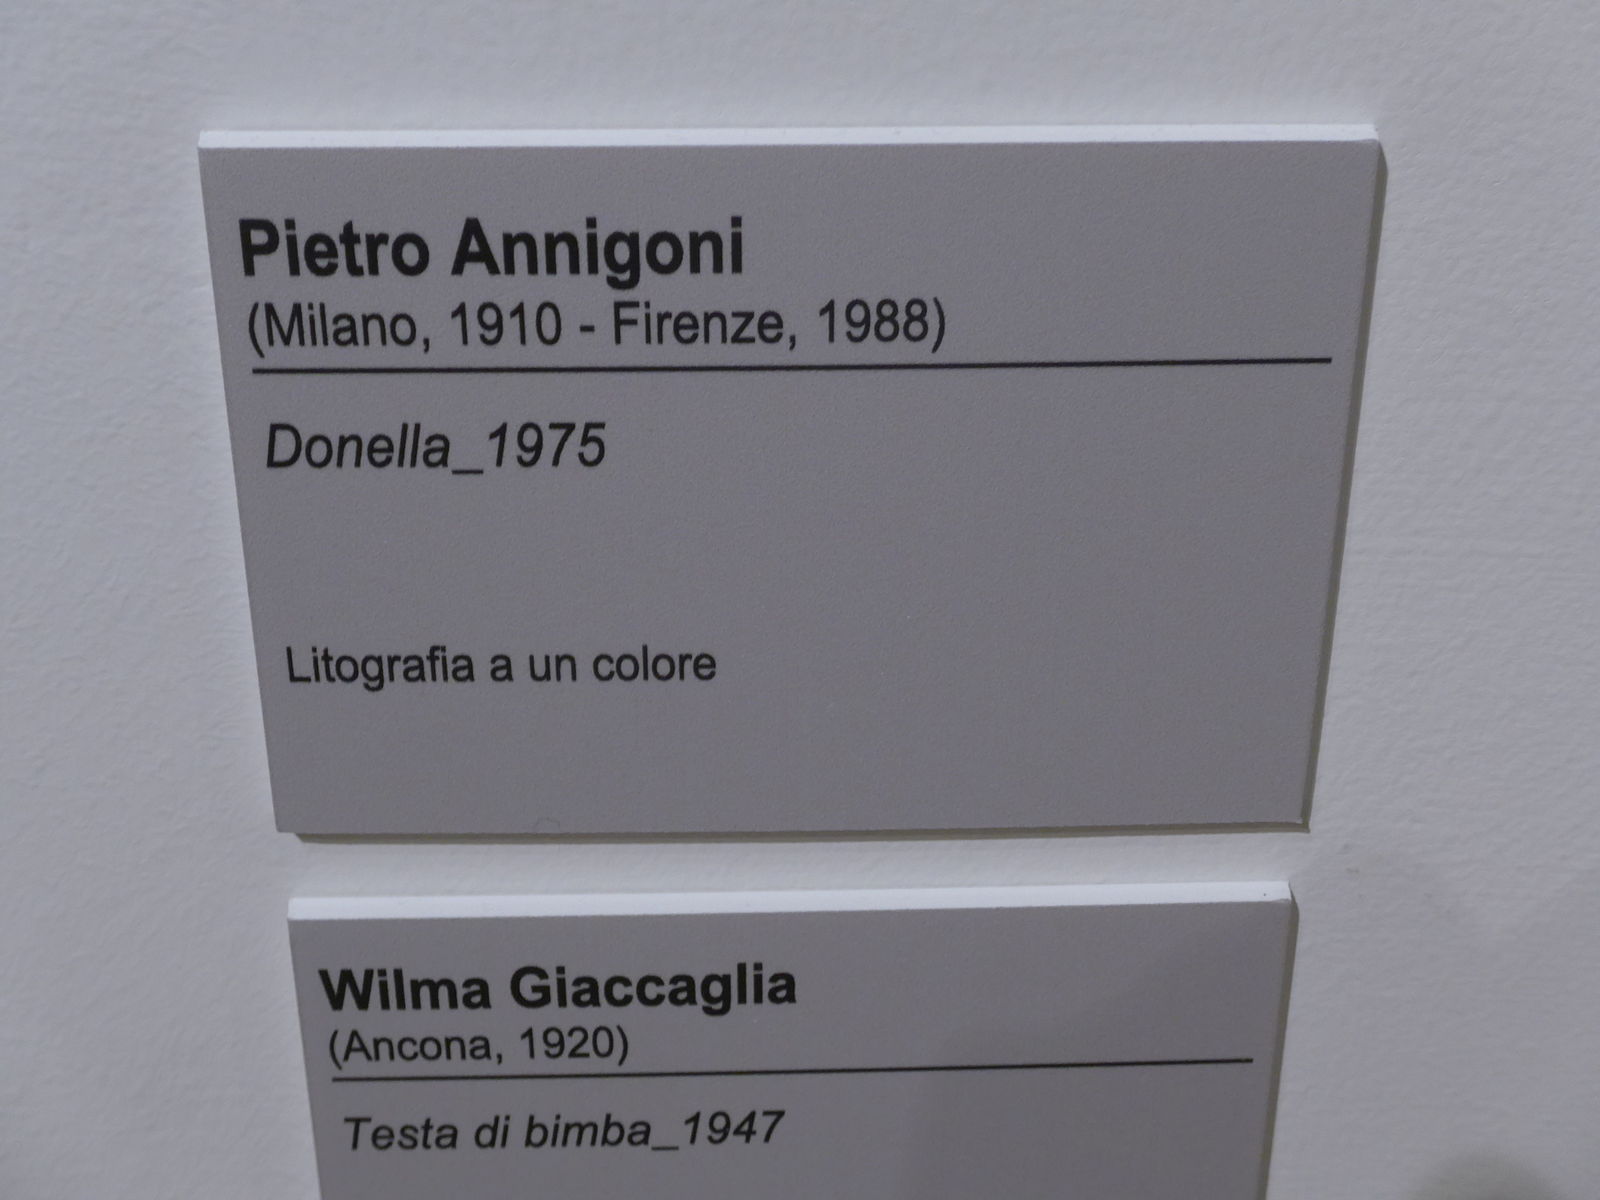 Pietro Annigoni
(Milano, 1910 - Firenze, 1988)
Donella_1975
Litografia a un colore
Wilma Giaccaglia
(Ancona, 1920)
Testa di bimba_1947